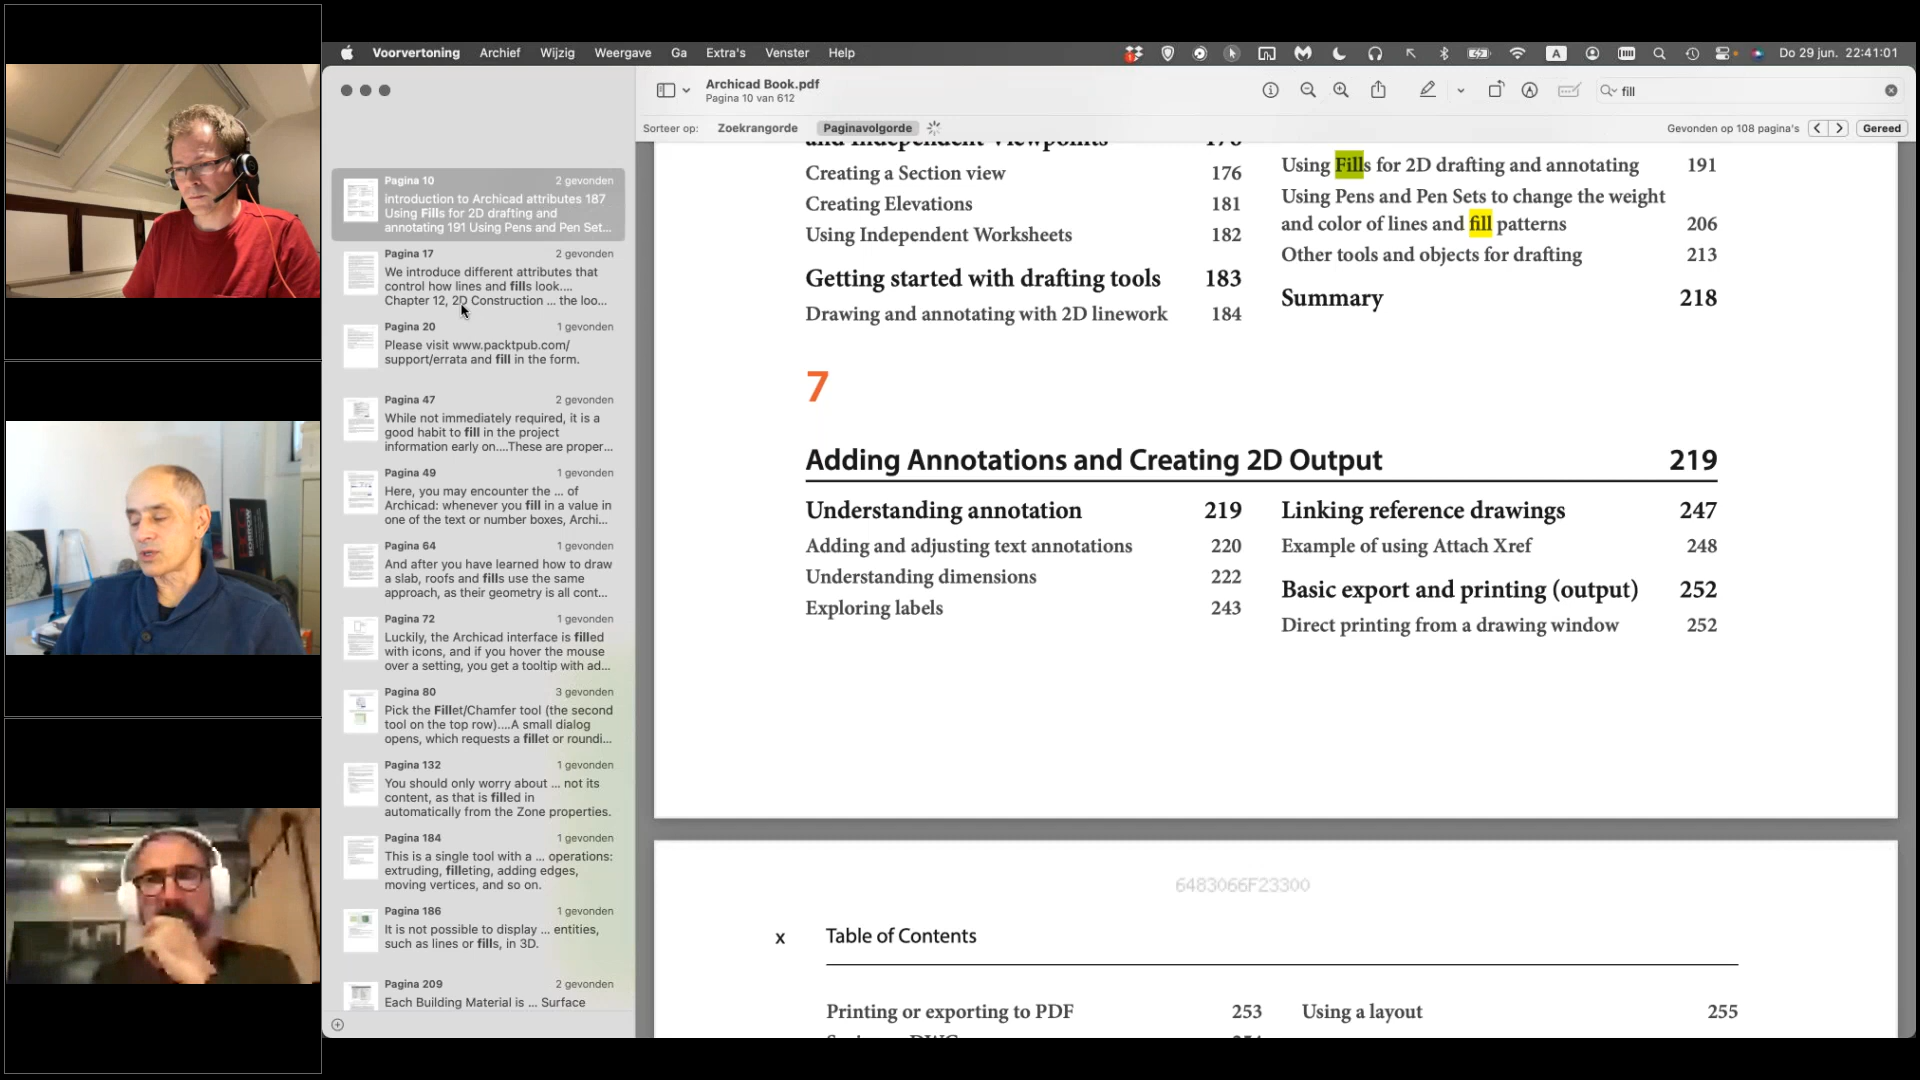 Voorvertoning Archief Wijzig Weergave Ga Extra's Venster Help
A
Do 29 jun. 22:41:01
Archicad Book.pdf
Pagina 10 van 612
fill
Sorteer op: Zoekrangorde Paginavolgorde
Gevonden op 108 pagina's
Gereed
Pagina 10 2 gevonden
introduction to Archicad attributes 187
Using Fills for 2D drafting and
annotating 191 Using Pens and Pen Set...
Pagina 17 2 gevonden
We introduce different attributes that
control how lines and fills look....
Chapter 12, 2D Construction ... the loo...
Pagina 20 1 gevonden
Please visit www.packtpub.com/
support/errata and fill in the form.
Pagina 47 2 gevonden
While not immediately required, it is a
good habit to fill in the project
information early on....These are proper...
Pagina 49 1 gevonden
Here, you may encounter the ... of
Archicad: whenever you fill in a value in
one of the text or number boxes, Archi...
Pagina 64 1 gevonden
And after you have learned how to draw
a slab, roofs and fills use the same
approach, as their geometry is all cont...
Pagina 72 1 gevonden
Luckily, the Archicad interface is filled
with icons, and if you hover the mouse
over a setting, you get a tooltip with ad...
Pagina 80 3 gevonden
Pick the Fillet/Chamfer tool (the second
tool on the top row)....A small dialog
opens, which requests a fillet or roundi...
Pagina 132 1 gevonden
You should only worry about ... not its
content, as that is filled in
automatically from the Zone properties.
Pagina 184 1 gevonden
This is a single tool with a ... operations:
extruding, filleting, adding edges,
moving vertices, and so on.
Pagina 186 1 gevonden
It is not possible to display ... entities,
such as lines or fills, in 3D.
Pagina 209 2 gevonden
Each Building Material is ... Surface
and Independent Viewpoints 176
Creating a Section view 176
Creating Elevations 181
Using Independent Worksheets 182
Getting started with drafting tools 183
Drawing and annotating with 2D linework 184
Using Fills for 2D drafting and annotating 191
Using Pens and Pen Sets to change the weight
and color of lines and fill patterns 206
Other tools and objects for drafting 213
Summary 218
7
Adding Annotations and Creating 2D Output 219
Understanding annotation 219
Adding and adjusting text annotations 220
Understanding dimensions 222
Exploring labels 243
Linking reference drawings 247
Example of using Attach Xref 248
Basic export and printing (output) 252
Direct printing from a drawing window 252
6483066F23300
x Table of Contents
Printing or exporting to PDF 253
Using a layout 255